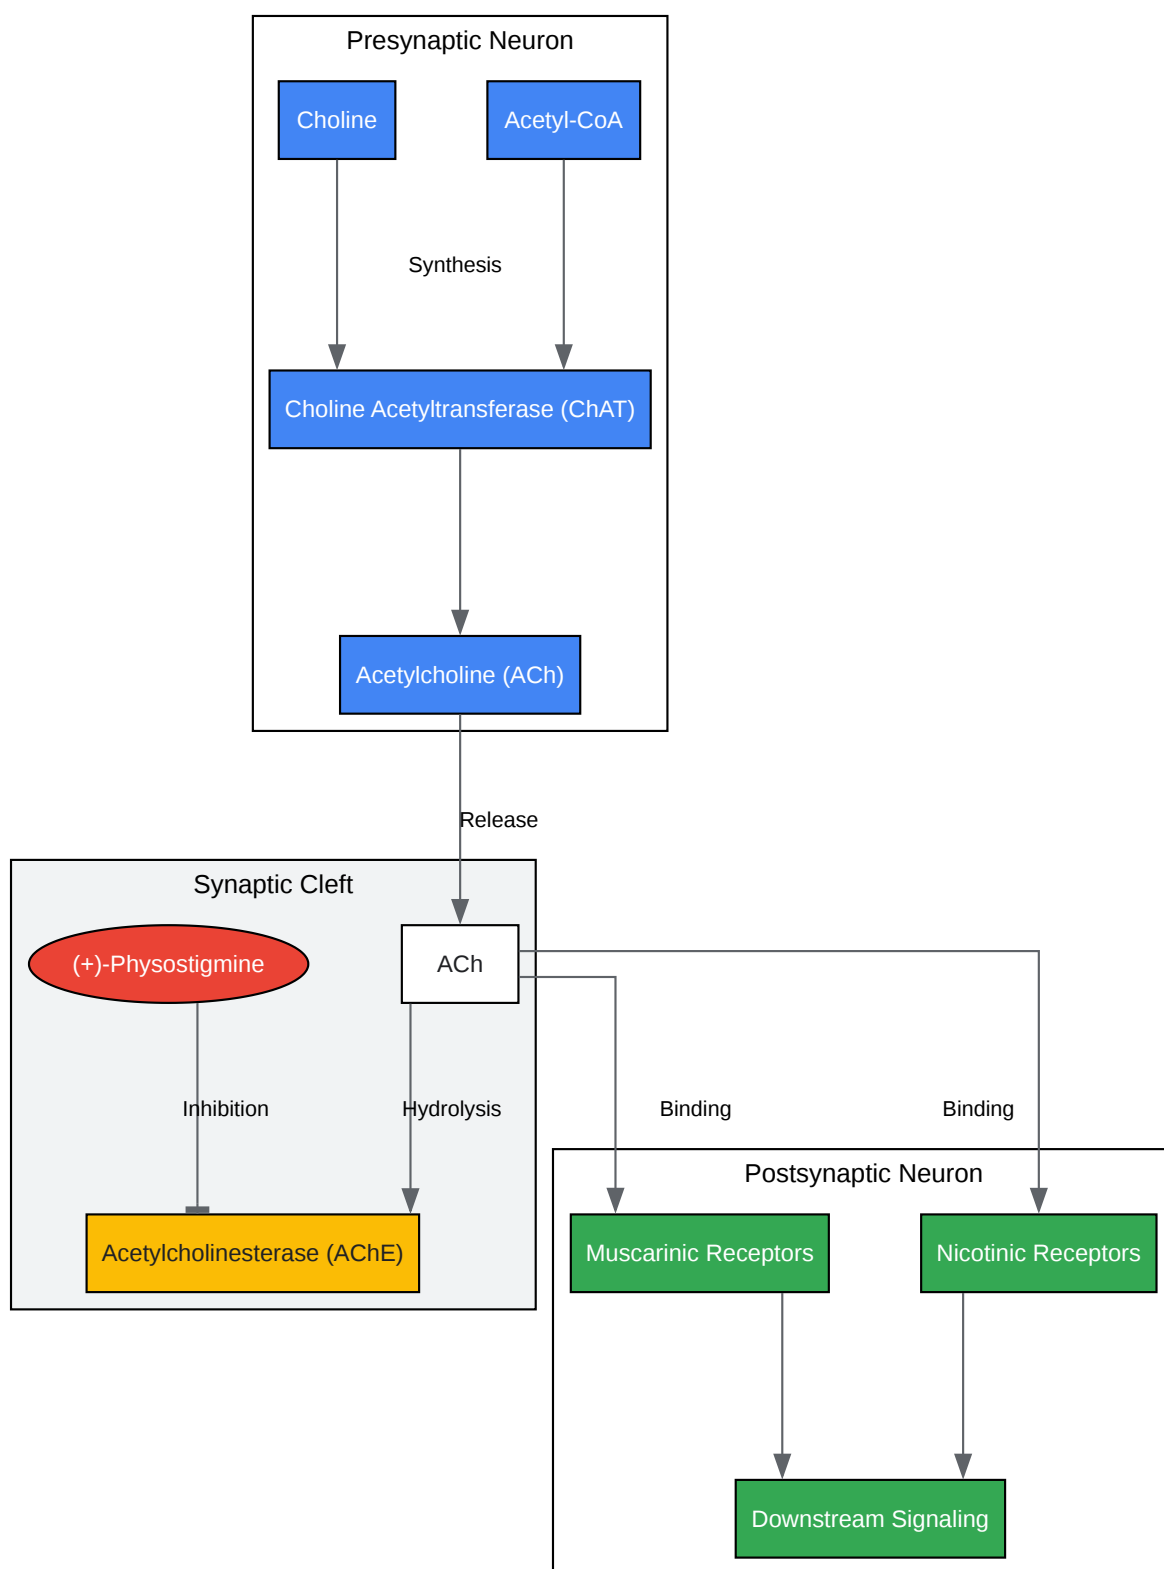 Presynaptic Neuron
Choline
Acetyl-CoA
Synthesis
Choline Acetyltransferase (ChAT)
Acetylcholine (ACh)
Release
Synaptic Cleft
(+)-Physostigmine
ACh
Inhibition
Hydrolysis
Binding
Binding
Acetylcholinesterase (AChE)
Postsynaptic Neuron
Muscarinic Receptors
Nicotinic Receptors
Downstream Signaling